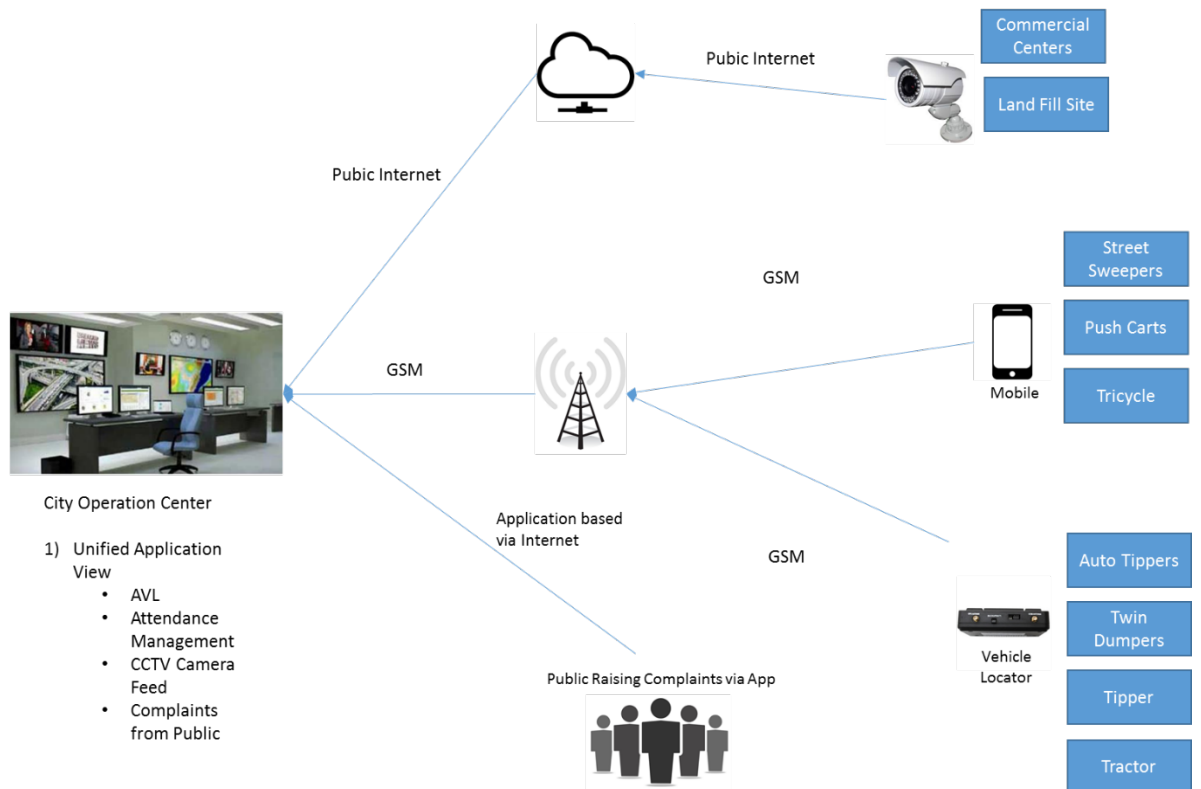 Commercial
Centers
Pubic Internet
Land Fill Site
Pubic Internet
Street
Sweepers
GSM
Push Carts
GSM
Mobile
Tricycle
City Operation Center
Application based
via Internet
1) Unified Application
View
• AVL
• Attendance
Management
• CCTV Camera
Feed
• Complaints
from Public
GSM
Auto Tippers
Twin
Dumpers
Vehicle
Locator
Public Raising Complaints via App
Tipper
Tractor